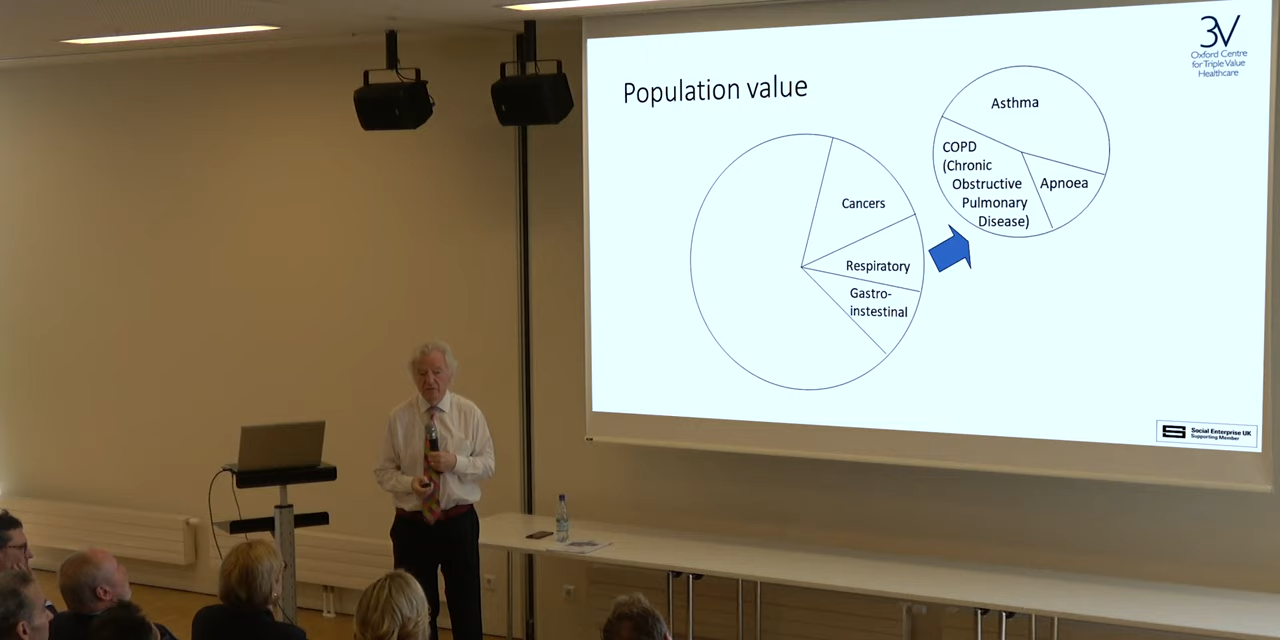 3V
Oxford Centre
for Triple Value
Healthcare
Population value
Asthma
COPD
(Chronic
Obstructive
Pulmonary
Disease)
Apnoea
Cancers
Respiratory
Gastro-
instestinal
Social Enterprise UK
Supporting Member